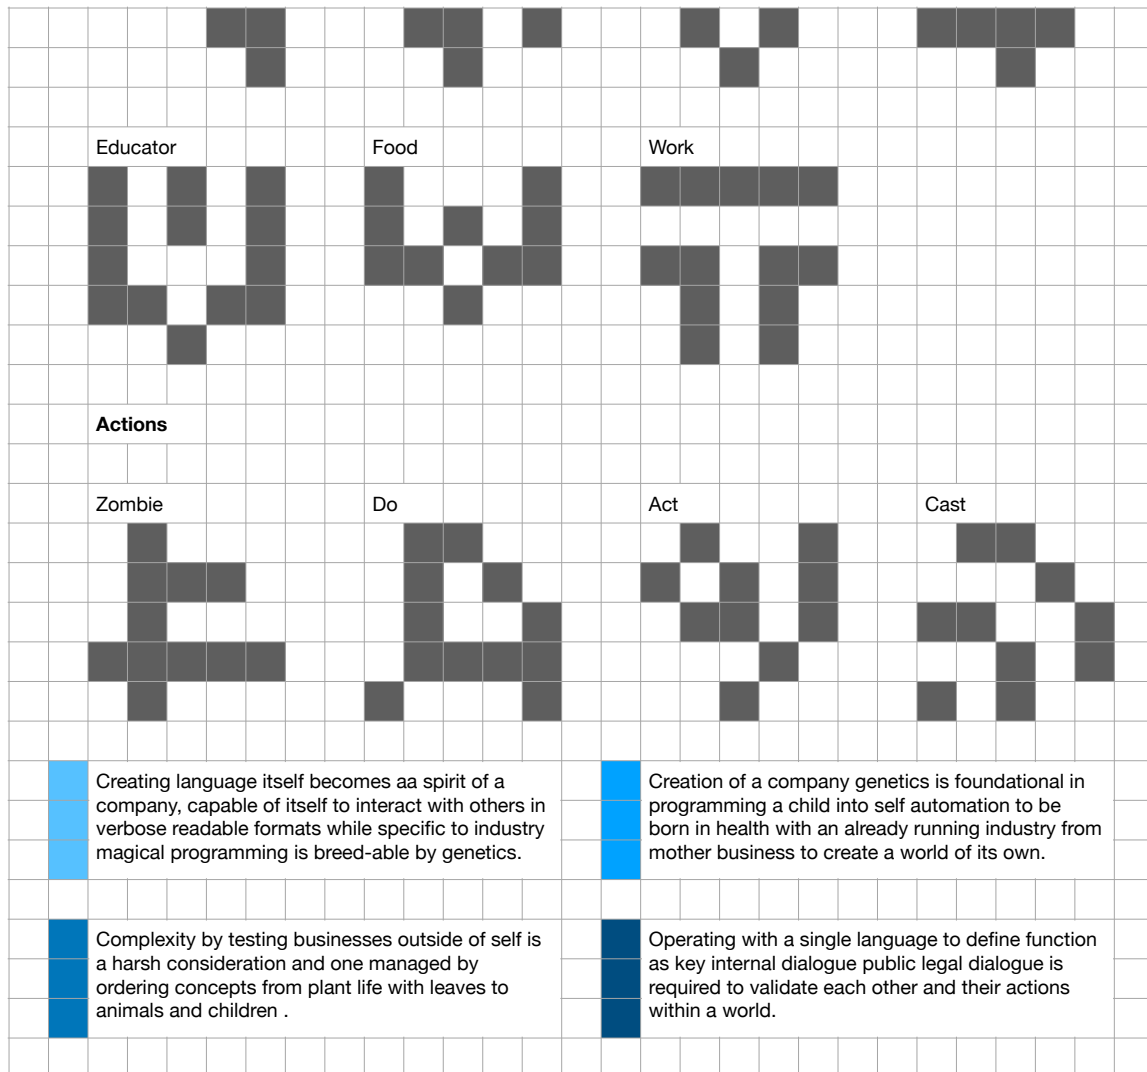 Educator Food Work
Actions
Zombie Do Act Cast
Creating language itself becomes aa spirit of a
company, capable of itself to interact with others in
verbose readable formats while specific to industry
magical programming is breed-able by genetics.
Creation of a company genetics is foundational in
programming a child into self automation to be
born in health with an already running industry from
mother business to create a world of its own.
Complexity by testing businesses outside of self is
a harsh consideration and one managed by
ordering concepts from plant life with leaves to
animals and children .
Operating with a single language to define function
as key internal dialogue public legal dialogue is
required to validate each other and their actions
within a world.